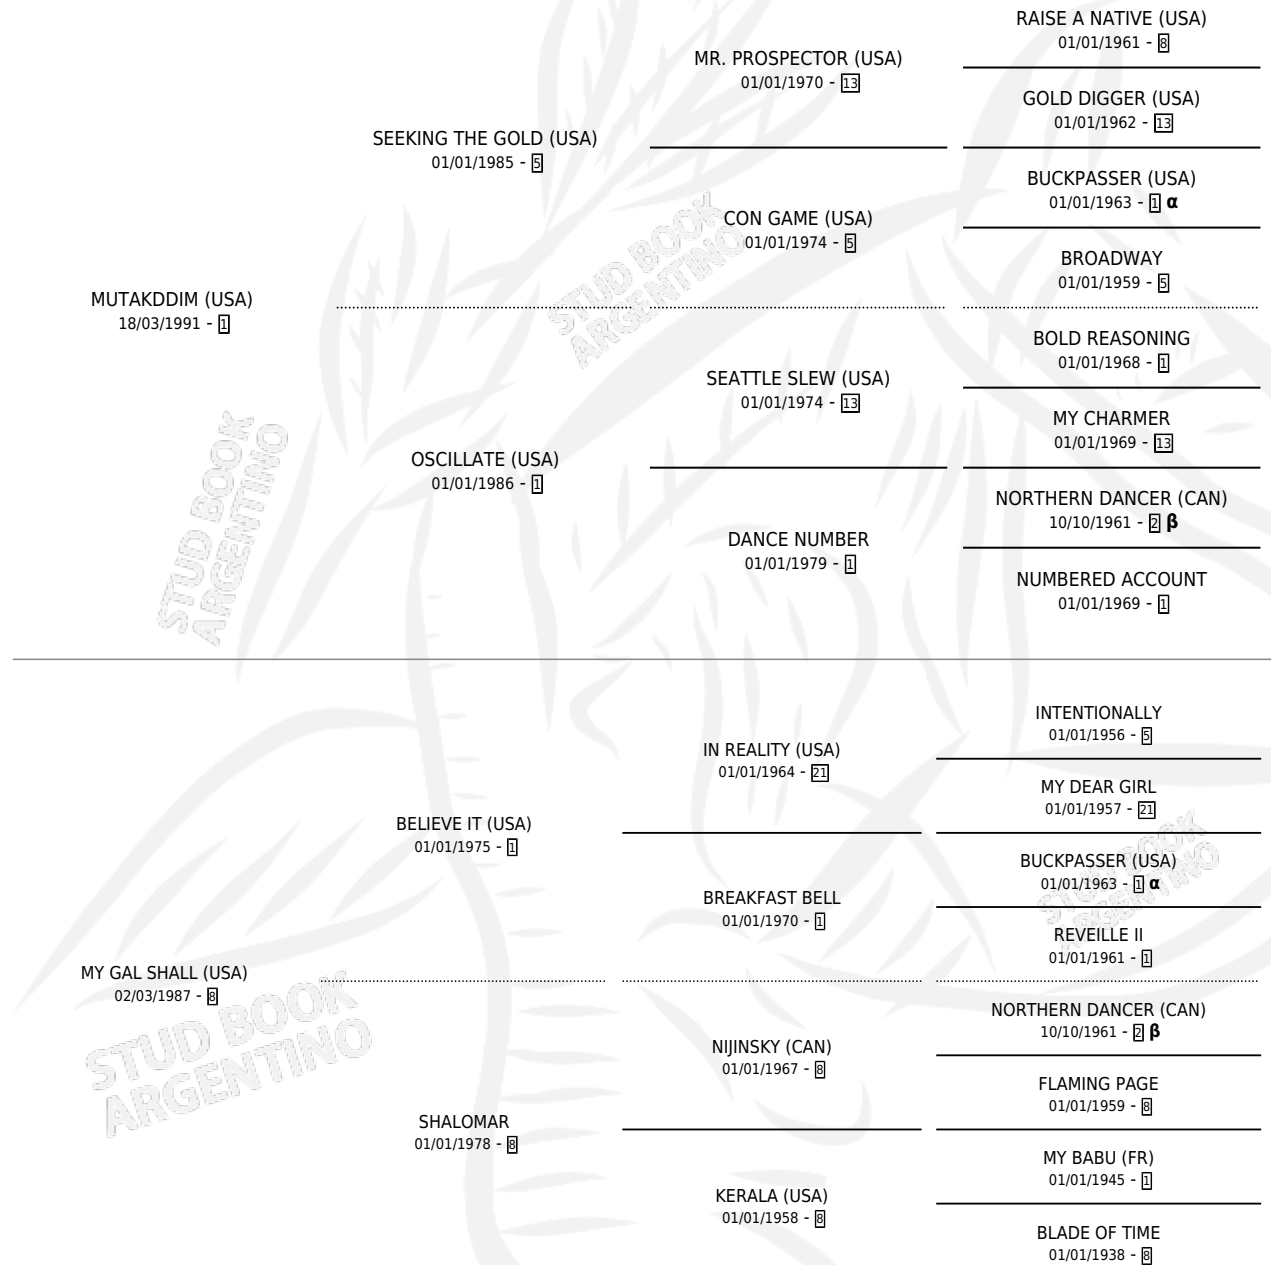 RAISE A NATIVE (USA)
01/01/1961 - 8
MR. PROSPECTOR (USA)
01/01/1970 - 13
GOLD DIGGER (USA)
01/01/1962 - 13
SEEKING THE GOLD (USA)
01/01/1985 - 5
BUCKPASSER (USA)
01/01/1963 - 1 α
CON GAME (USA)
01/01/1974 - 5
BROADWAY
01/01/1959 - 5
MUTAKDDIM (USA)
18/03/1991 - 1
BOLD REASONING
01/01/1968 - 1
SEATTLE SLEW (USA)
01/01/1974 - 13
MY CHARMER
01/01/1969 - 13
OSCILLATE (USA)
01/01/1986 - 1
NORTHERN DANCER (CAN)
10/10/1961 - 2 β
DANCE NUMBER
01/01/1979 - 1
NUMBERED ACCOUNT
01/01/1969 - 1
INTENTIONALLY
01/01/1956 - 5
IN REALITY (USA)
01/01/1964 - 21
MY DEAR GIRL
01/01/1957 - 21
BELIEVE IT (USA)
01/01/1975 - 1
BUCKPASSER (USA)
01/01/1963 - 1 α
BREAKFAST BELL
01/01/1970 - 1
REVEILLE II
01/01/1961 - 1
MY GAL SHALL (USA)
02/03/1987 - 8
NORTHERN DANCER (CAN)
10/10/1961 - 2 β
NIJINSKY (CAN)
01/01/1967 - 8
FLAMING PAGE
01/01/1959 - 8
SHALOMAR
01/01/1978 - 8
MY BABU (FR)
01/01/1945 - 1
KERALA (USA)
01/01/1958 - 8
BLADE OF TIME
01/01/1938 - 8
STUD BOOK
ARGENTINO
STUD BOOK
ARGENTINO
STUD BOOK
ARGENTINO
STUD BOOK
ARGENTINO